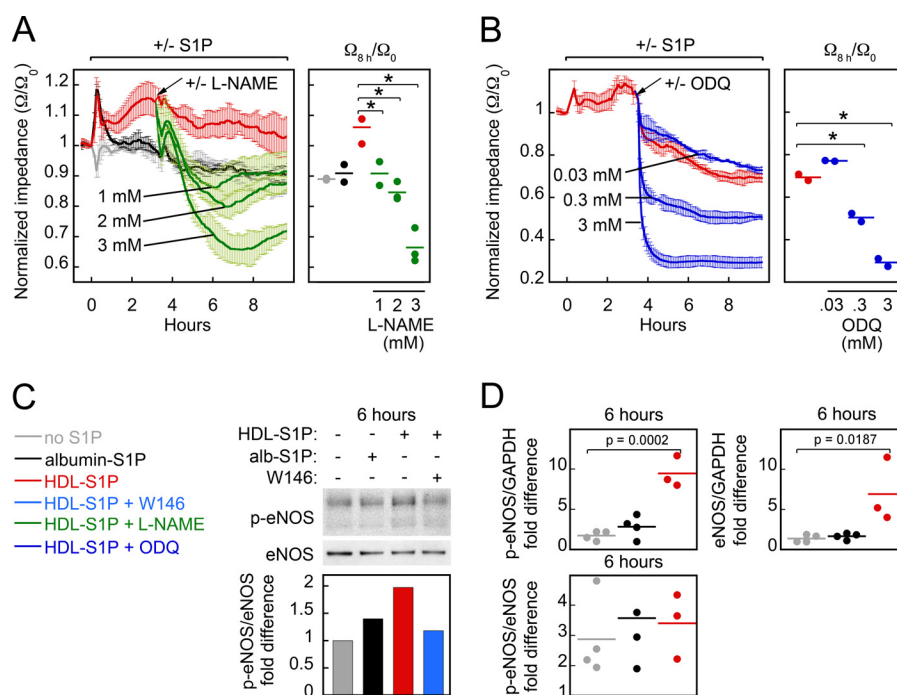 A
+/- S1P
Ω8 h/Ω0
Normalized impedance (Ω/Ω0)
1.2
1.1
1
0.9
0.8
0.7
0.6
+/- L-NAME
1 mM
2 mM
3 mM
*
*
*
0 2 4 6 8
Hours
1 2 3
L-NAME
(mM)
B
+/- S1P
Ω8 h/Ω0
Normalized impedance (Ω/Ω0)
1
0.8
0.6
0.4
0.2
+/- ODQ
0.03 mM
0.3 mM
3 mM
*
*
0 2 4 6 8
Hours
.03 .3 3
ODQ
(mM)
C
no S1P
albumin-S1P
HDL-S1P
HDL-S1P + W146
HDL-S1P + L-NAME
HDL-S1P + ODQ
6 hours
HDL-S1P: - - + +
alb-S1P: - + - -
W146: - - - +
p-eNOS
eNOS
p-eNOS/eNOS
fold difference
2
1.5
1
0.5
0
D
6 hours
p = 0.0002
p-eNOS/GAPDH
fold difference
10
5
0
6 hours
p = 0.0187
eNOS/GAPDH
fold difference
10
5
0
6 hours
p-eNOS/eNOS
fold difference
4
3
2
1